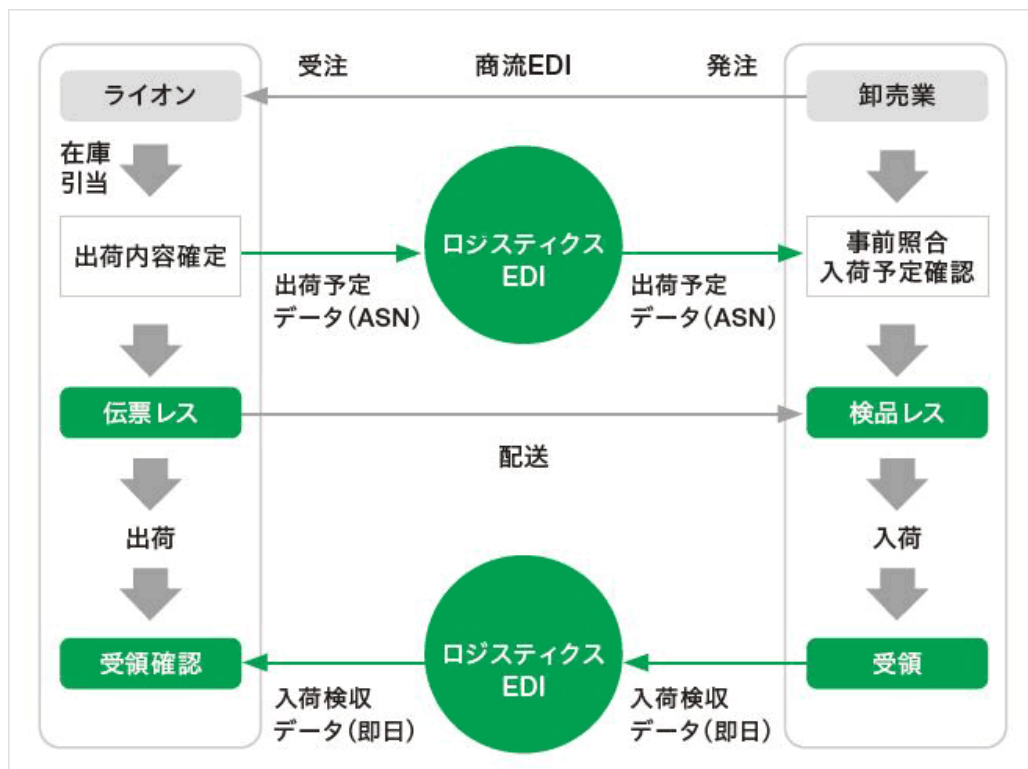 受注
商流EDI
発注
ライオン
卸売業
在庫
引当
出荷内容確定
ロジスティクス
EDI
事前照合
入荷予定確認
出荷予定
データ(ASN)
出荷予定
データ(ASN)
伝票レス
検品レス
配送
出荷
入荷
受領確認
ロジスティクス
EDI
受領
入荷検収
データ(即日)
入荷検収
データ(即日)